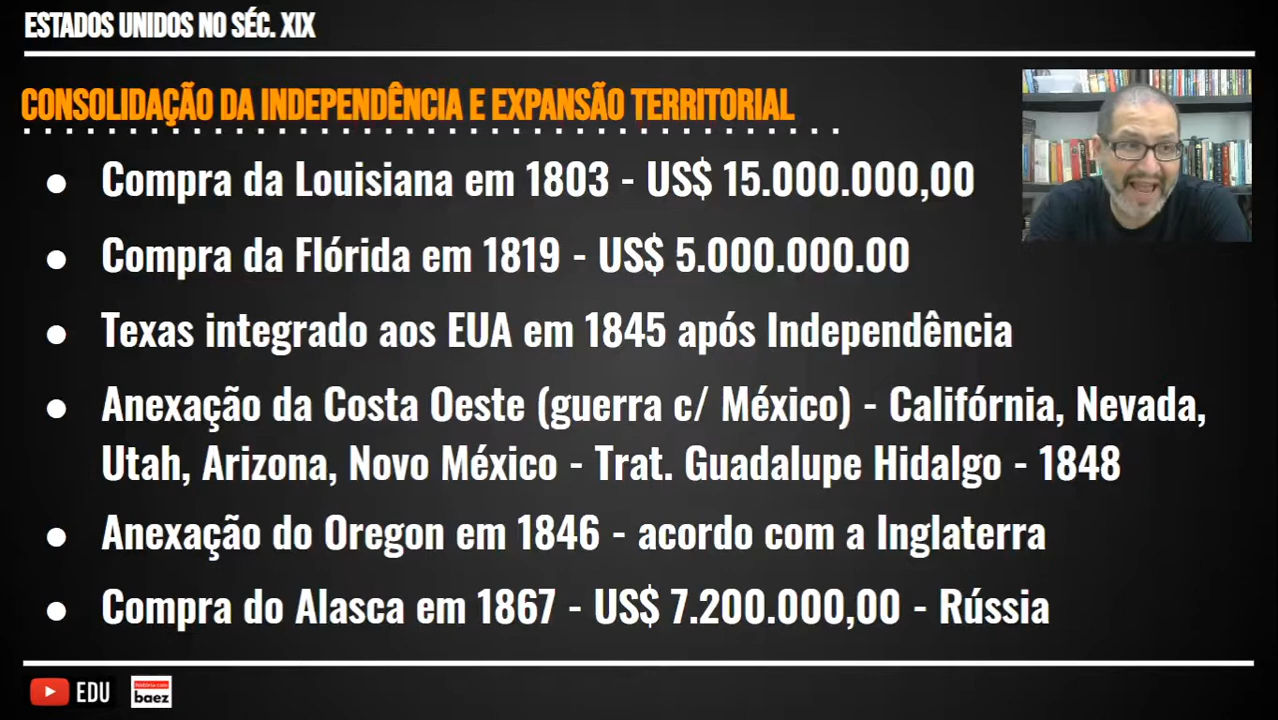 ESTADOS UNIDOS NO SÉC. XIX
CONSOLIDAÇÃO DA INDEPENDÊNCIA E EXPANSÃO TERRITORIAL
● Compra da Louisiana em 1803 - US$ 15.000.000,00
● Compra da Flórida em 1819 - US$ 5.000.000.00
● Texas integrado aos EUA em 1845 após Independência
● Anexação da Costa Oeste (guerra c/ México) - Califórnia, Nevada,
Utah, Arizona, Novo México - Trat. Guadalupe Hidalgo - 1848
● Anexação do Oregon em 1846 - acordo com a Inglaterra
● Compra do Alasca em 1867 - US$ 7.200.000,00 - Rússia
EDU
história com
baez